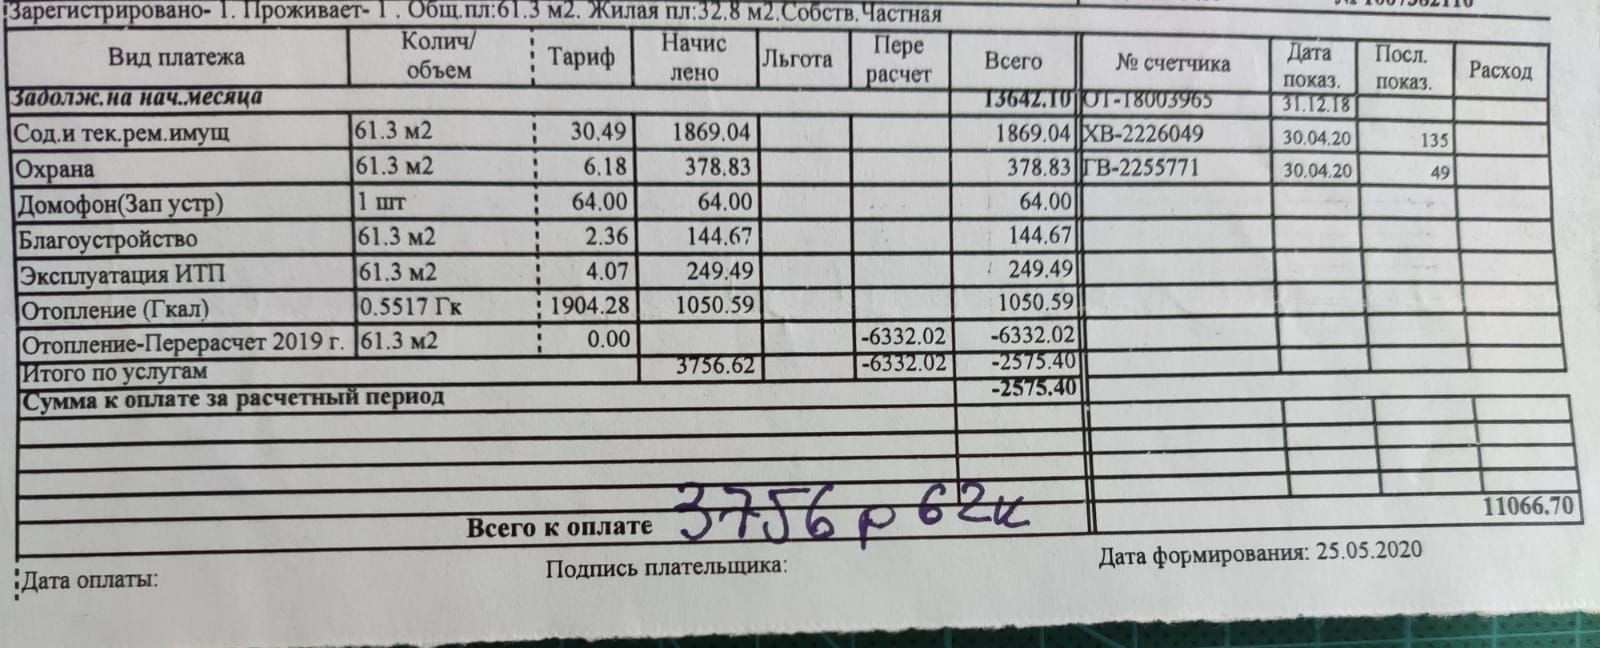 Зарегистрировано- 1. Проживает- 1 . Общ.пл:61.3 м2. Жилая пл:32.8 м2.Собств.Частная
Вид платежа Колич/ объем Тариф Начис лено Льгота Пере расчет Всего № счетчика Дата показ. Посл. показ. Расход
Задолж.на нач.месяца 13642.10 ОТ-18003965 31.12.18
Сод.и тек.рем.имущ 61.3 м2 30.49 1869.04 1869.04 ХВ-2226049 30.04.20 135
Охрана 61.3 м2 6.18 378.83 378.83 ГВ-2255771 30.04.20 49
Домофон(Зап устр) 1 шт 64.00 64.00 64.00
Благоустройство 61.3 м2 2.36 144.67 144.67
Эксплуатация ИТП 61.3 м2 4.07 249.49 249.49
Отопление (Гкал) 0.5517 Гк 1904.28 1050.59 1050.59
Отопление-Перерасчет 2019 г. 61.3 м2 0.00 -6332.02 -6332.02
Итого по услугам 3756.62 -6332.02 -2575.40
Сумма к оплате за расчетный период -2575.40
Всего к оплате 3756 р 62к 11066.70
Дата оплаты: Подпись плательщика: Дата формирования: 25.05.2020